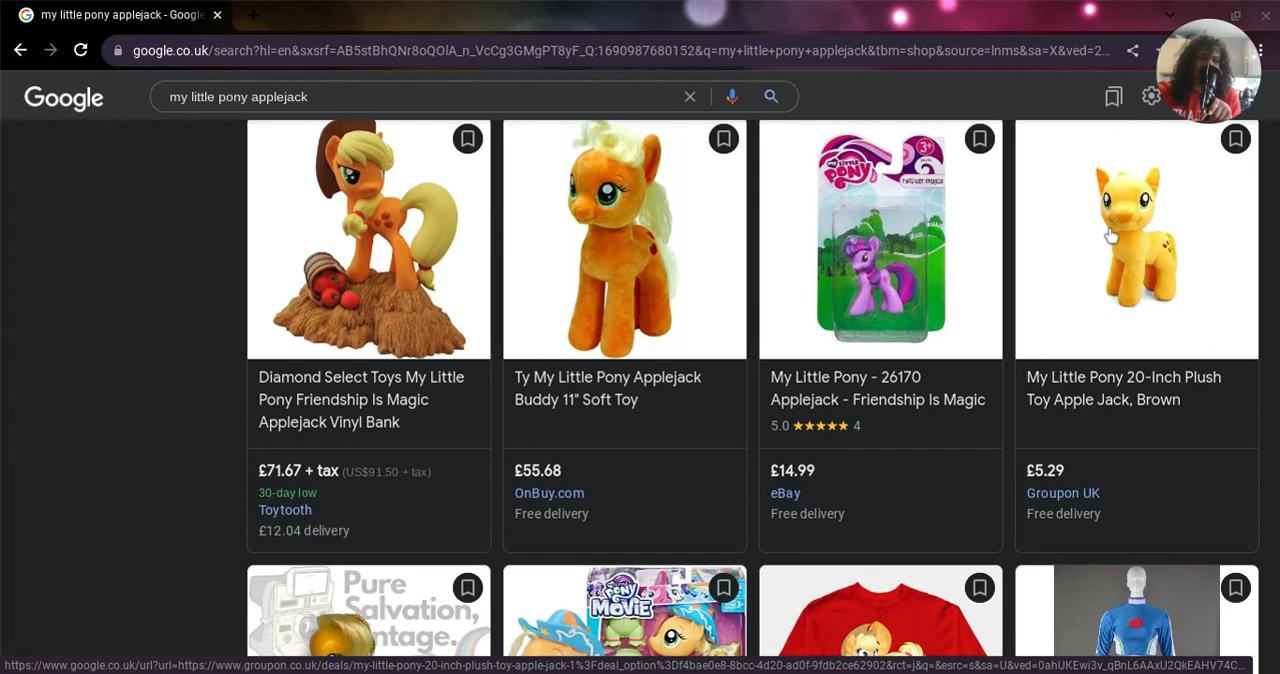 my little pony applejack - Google
google.co.uk/search?hl=en&sxsrf=AB5stBhQNr8oQOlA_n_VcCg3GMgPT8yF_Q:1690987680152&q=my+little+pony+applejack&tbm=shop&source=lnms&sa=X&ved=2...
Google
my little pony applejack
my LITTLE PONY
3+
TWILIGHT SPARKLE
Diamond Select Toys My Little
Pony Friendship Is Magic
Applejack Vinyl Bank
£71.67 + tax (US$91.50 + tax)
30-day low
Toytooth
£12.04 delivery
Ty My Little Pony Applejack
Buddy 11" Soft Toy
£55.68
OnBuy.com
Free delivery
My Little Pony - 26170
Applejack - Friendship Is Magic
5.0 ★★★★★ 4
£14.99
eBay
Free delivery
My Little Pony 20-Inch Plush
Toy Apple Jack, Brown
£5.29
Groupon UK
Free delivery
Pure
Salvation,
ntage.
PONY
MOVIE
https://www.google.co.uk/url?url=https://www.groupon.co.uk/deals/my-little-pony-20-inch-plush-toy-apple-jack-1%3Fdeal_option%3Df4bae0e8-8bcc-4d20-ad0f-9fdb2ce62902&rct=j&q=&esrc=s&sa=U&ved=0ahUKEwi3v_qBnL6AAxU2QkEAHV74C...